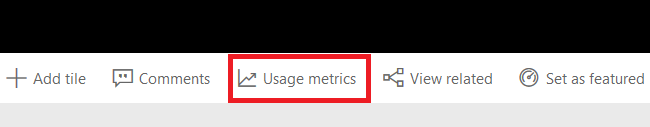 Add tile Comments Usage metrics View related Set as featured